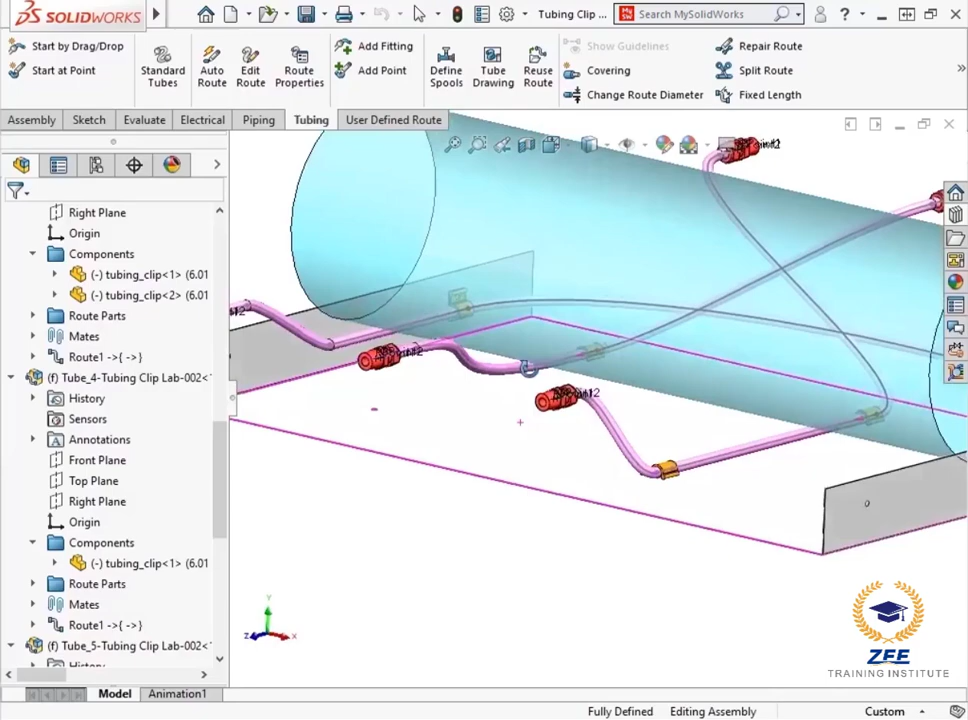 SOLIDWORKS
Tubing Clip ...
Search MySolidWorks
Start by Drag/Drop
Start at Point
Standard Tubes
Auto Route
Edit Route
Route Properties
Add Fitting
Add Point
Define Spools
Tube Drawing
Reuse Route
Show Guidelines
Covering
Change Route Diameter
Repair Route
Split Route
Fixed Length
Assembly
Sketch
Evaluate
Electrical
Piping
Tubing
User Defined Route
Right Plane
Origin
Components
(-) tubing_clip<1> (6.01
(-) tubing_clip<2> (6.01
Route Parts
Mates
Route1 ->{ ->}
(f) Tube_4-Tubing Clip Lab-002<
History
Sensors
Annotations
Front Plane
Top Plane
Right Plane
Origin
Components
(-) tubing_clip<1> (6.01
Route Parts
Mates
Route1 ->{ ->}
(f) Tube_5-Tubing Clip Lab-002<
History
Y
Z
X
ZEE
TRAINING INSTITUTE
Model
Animation1
Fully Defined
Editing Assembly
Custom